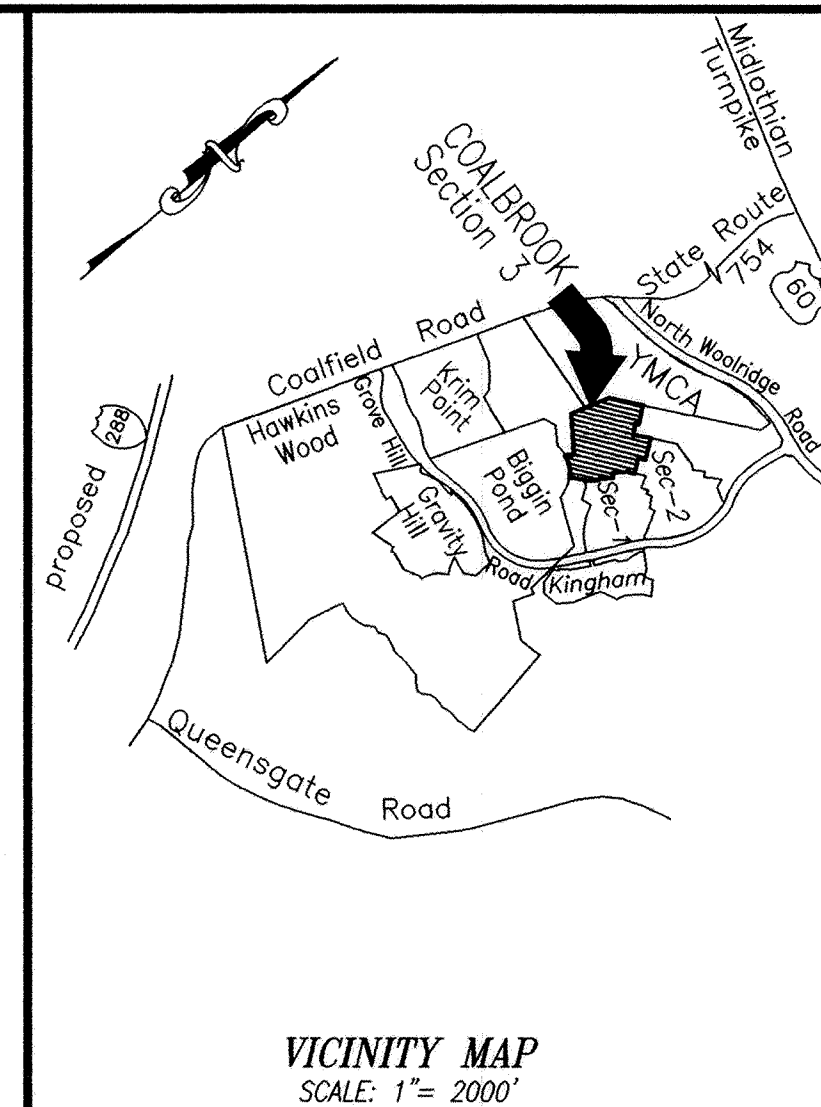 Midlothian
Turnpike
COALBROOK
Section 3
State Route
754
60
North Woolridge Road
YMCA
Coalfield Road
Krim
Point
Hawkins
Wood
Grove Hill Road
288
proposed
Biggin
Pond
Gravity
Hill
Sec-2
Sec-1
Kingham
Queensgate Road
VICINITY MAP
SCALE: 1"= 2000'